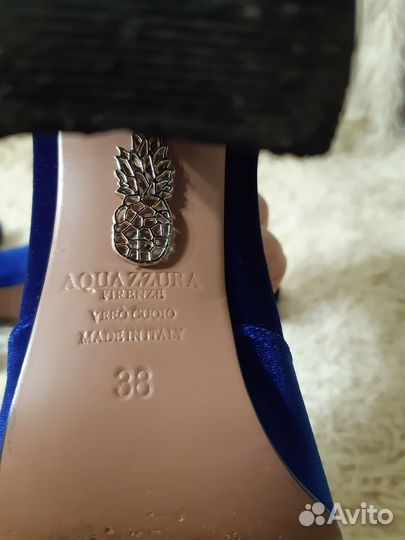 AQUAZZURA
FIRENZE
VERO CUOIO
MADE IN ITALY
38
Avito